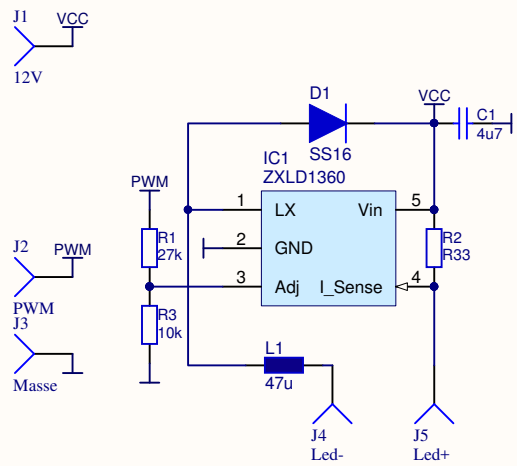 J1
VCC
12V
D1
VCC
C1
4u7
SS16
IC1
ZXLD1360
PWM
1
LX
Vin
5
R1
27k
2
GND
R2
R33
J2
PWM
3
Adj
I_Sense
4
PWM
R3
10k
J3
Masse
L1
47u
J4
Led-
J5
Led+